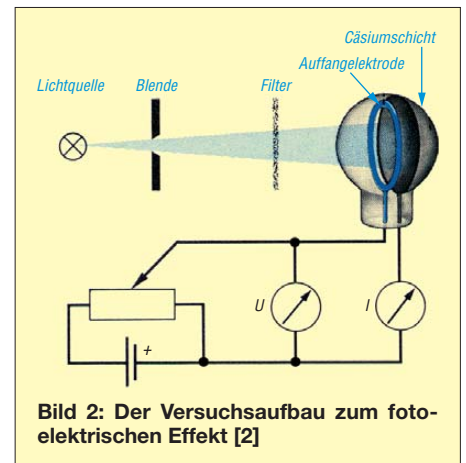 Cäsiumschicht
Auffangelektrode
Lichtquelle Blende Filter
U I
+
Bild 2: Der Versuchsaufbau zum foto-
elektrischen Effekt [2]